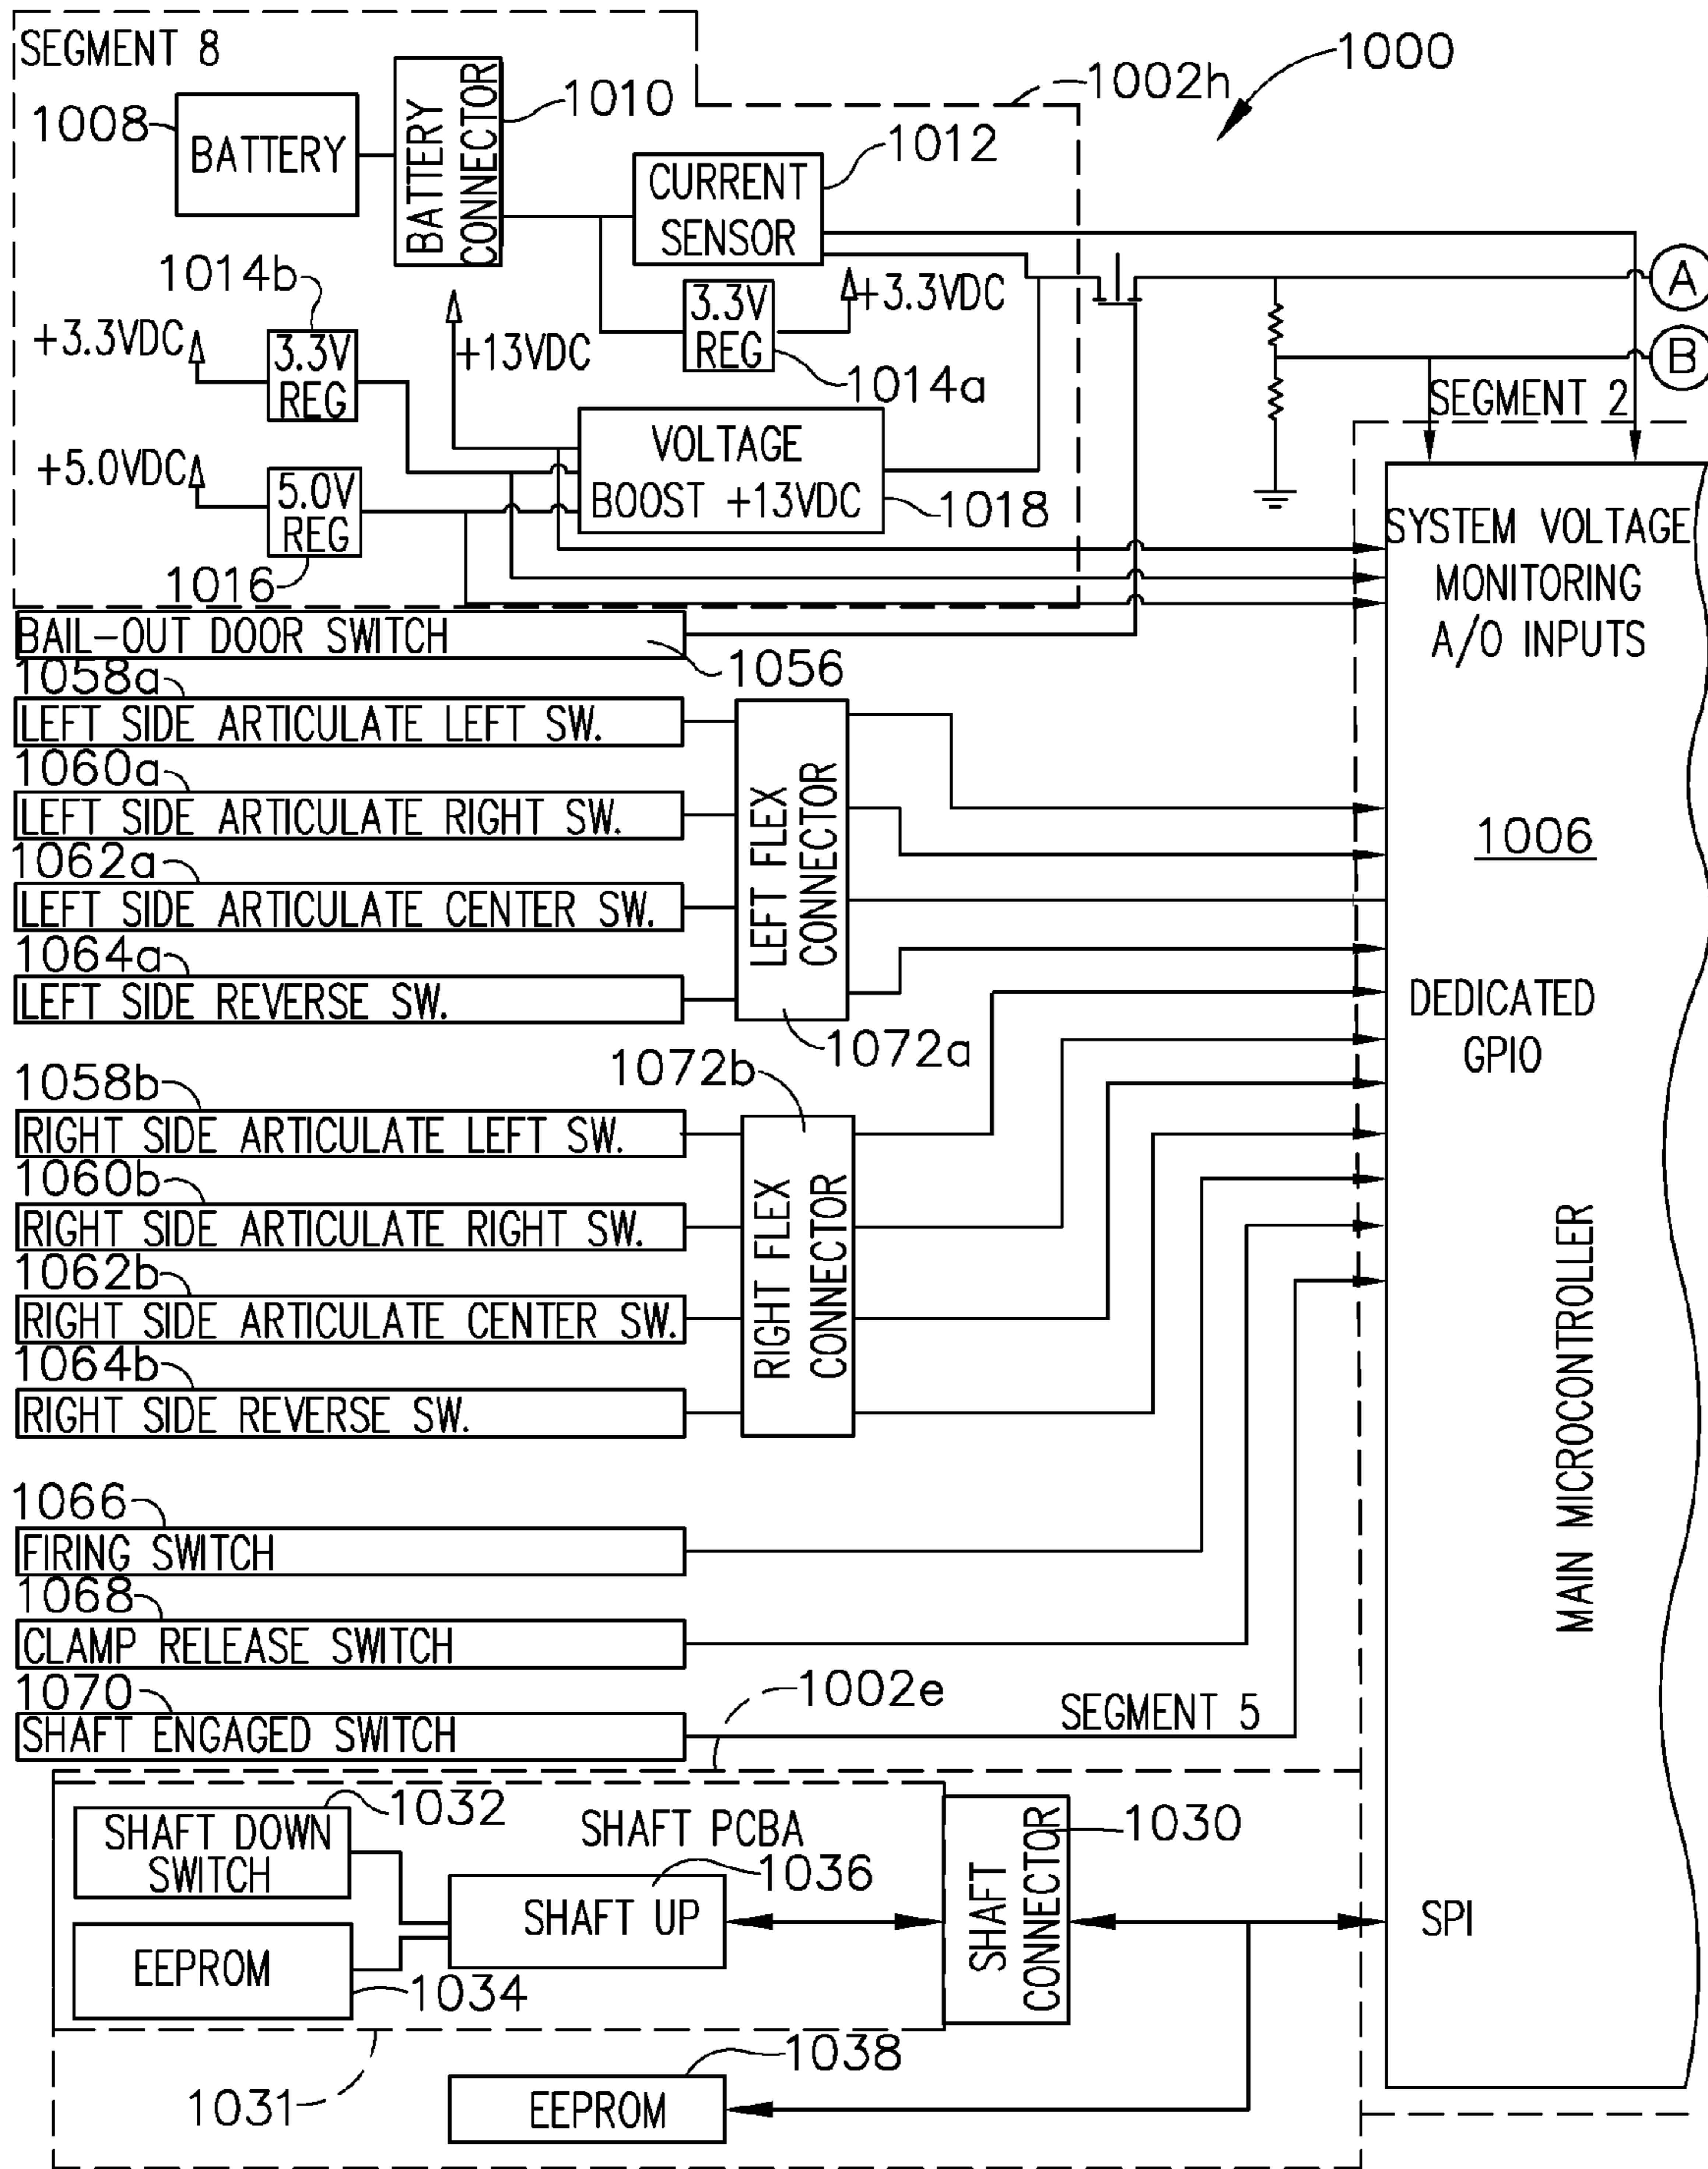 SEGMENT 8
1000
1002h
1010
1008
BATTERY
BATTERY
CONNECTOR
1012
CURRENT
SENSOR
A
1014b
+3.3VDC
3.3V
REG
+13VDC
3.3V
REG
+3.3VDC
1014a
B
SEGMENT 2
+5.0VDC
5.0V
REG
1016
VOLTAGE
BOOST +13VDC
1018
SYSTEM VOLTAGE
MONITORING
A/O INPUTS
BAIL-OUT DOOR SWITCH
1056
1058a
LEFT SIDE ARTICULATE LEFT SW.
1060a
LEFT SIDE ARTICULATE RIGHT SW.
1062a
LEFT SIDE ARTICULATE CENTER SW.
1064a
LEFT SIDE REVERSE SW.
LEFT FLEX
CONNECTOR
1072a
1006
DEDICATED
GPIO
1072b
1058b
RIGHT SIDE ARTICULATE LEFT SW.
1060b
RIGHT SIDE ARTICULATE RIGHT SW.
1062b
RIGHT SIDE ARTICULATE CENTER SW.
1064b
RIGHT SIDE REVERSE SW.
RIGHT FLEX
CONNECTOR
MAIN MICROCONTROLLER
1066
FIRING SWITCH
1068
CLAMP RELEASE SWITCH
1070
SHAFT ENGAGED SWITCH
1002e
SEGMENT 5
1032
SHAFT DOWN
SWITCH
SHAFT PCBA
1036
SHAFT UP
1030
SHAFT
CONNECTOR
SPI
EEPROM
1034
1031
1038
EEPROM